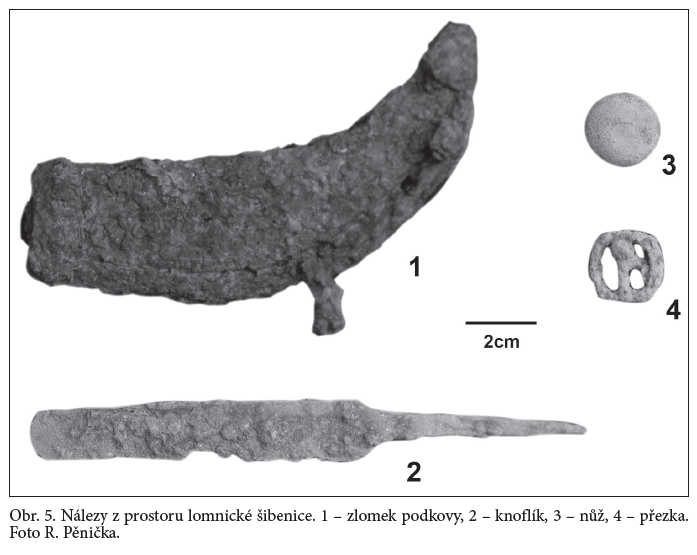 3
1
4
2cm
2
Obr. 5. Nálezy z prostoru lomnické šibenice. 1 – zlomek podkovy, 2 – knoflík, 3 – nůž, 4 – přezka.
Foto R. Pěnička.